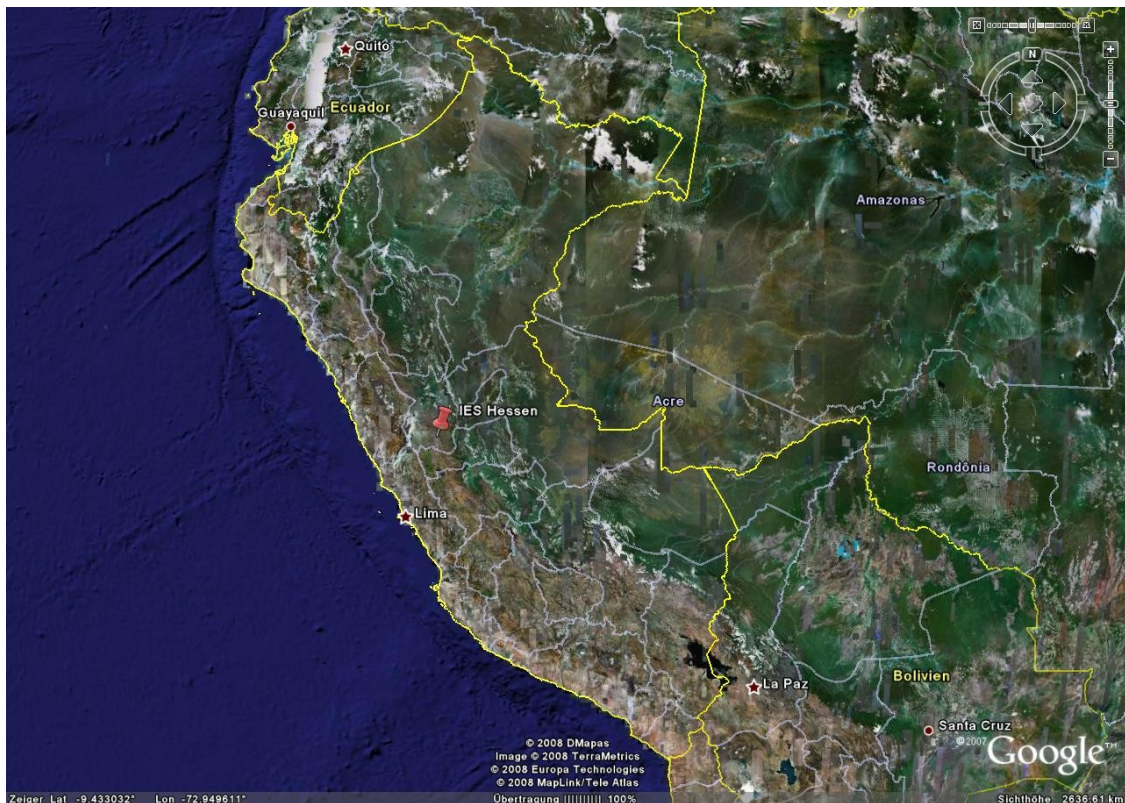 N
Quito
Guayaquil
Ecuador
Amazonas
IES Hessen
Acre
Rondônia
Lima
La Paz
Bolivien
Santa Cruz
© 2008 DMapas
Image © 2008 TerraMetrics
© 2008 Europa Technologies
© 2008 MapLink/Tele Atlas
©2007
Google™
Zeiger Lat -9.433032° Lon -72.949611° Übertragung |||||||||| 100% Sichthöhe 2636.61 km